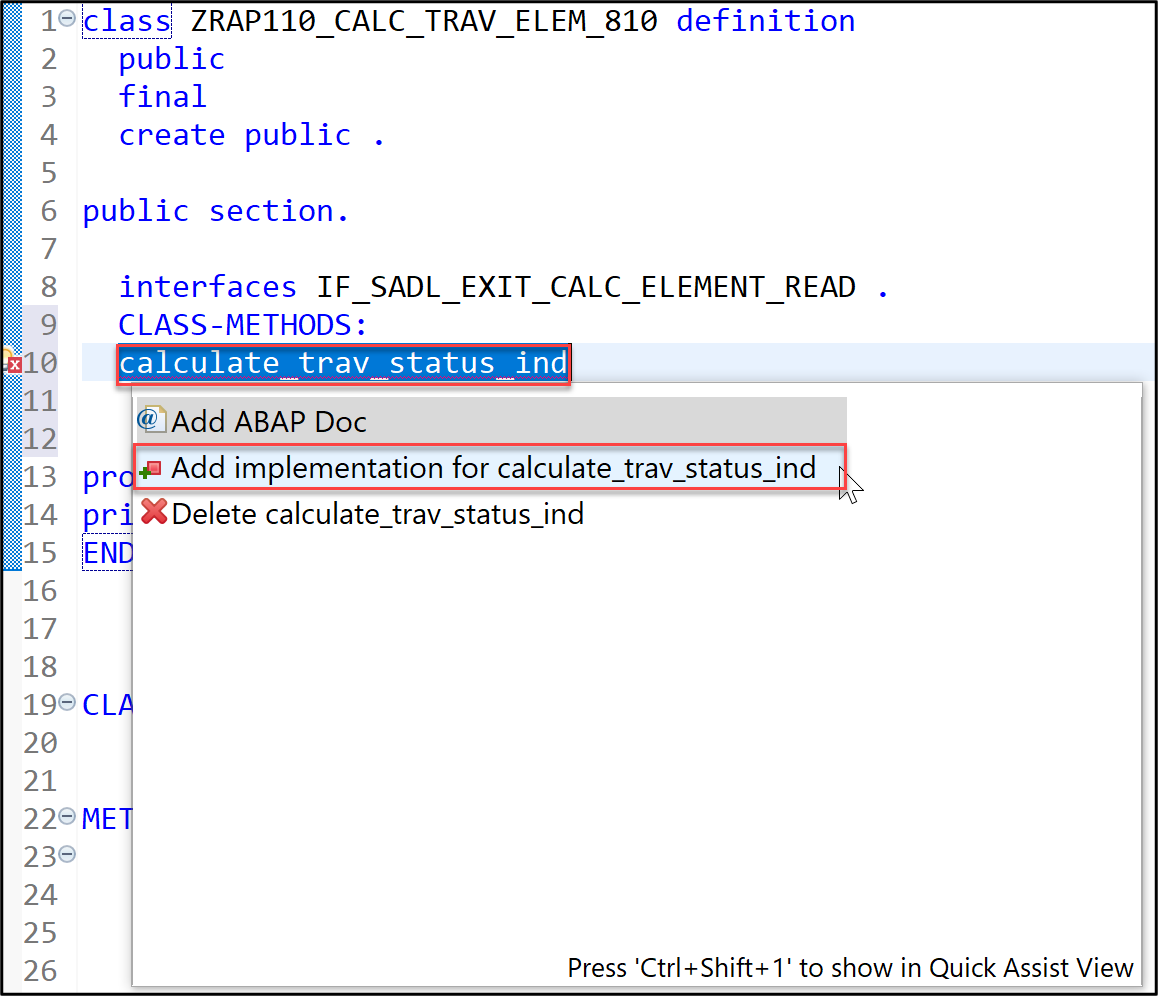 1 class ZRAP110_CALC_TRAV_ELEM_810 definition
2 public
3 final
4 create public .
5
6 public section.
7
8 interfaces IF_SADL_EXIT_CALC_ELEMENT_READ .
9 CLASS-METHODS:
10 calculate_trav_status_ind
11
@ Add ABAP Doc
12
Add implementation for calculate_trav_status_ind
13 pro
14 pri
Delete calculate_trav_status_ind
15 END
16
17
18
19 CLA
20
21
22 MET
23
24
25
26
Press 'Ctrl+Shift+1' to show in Quick Assist View